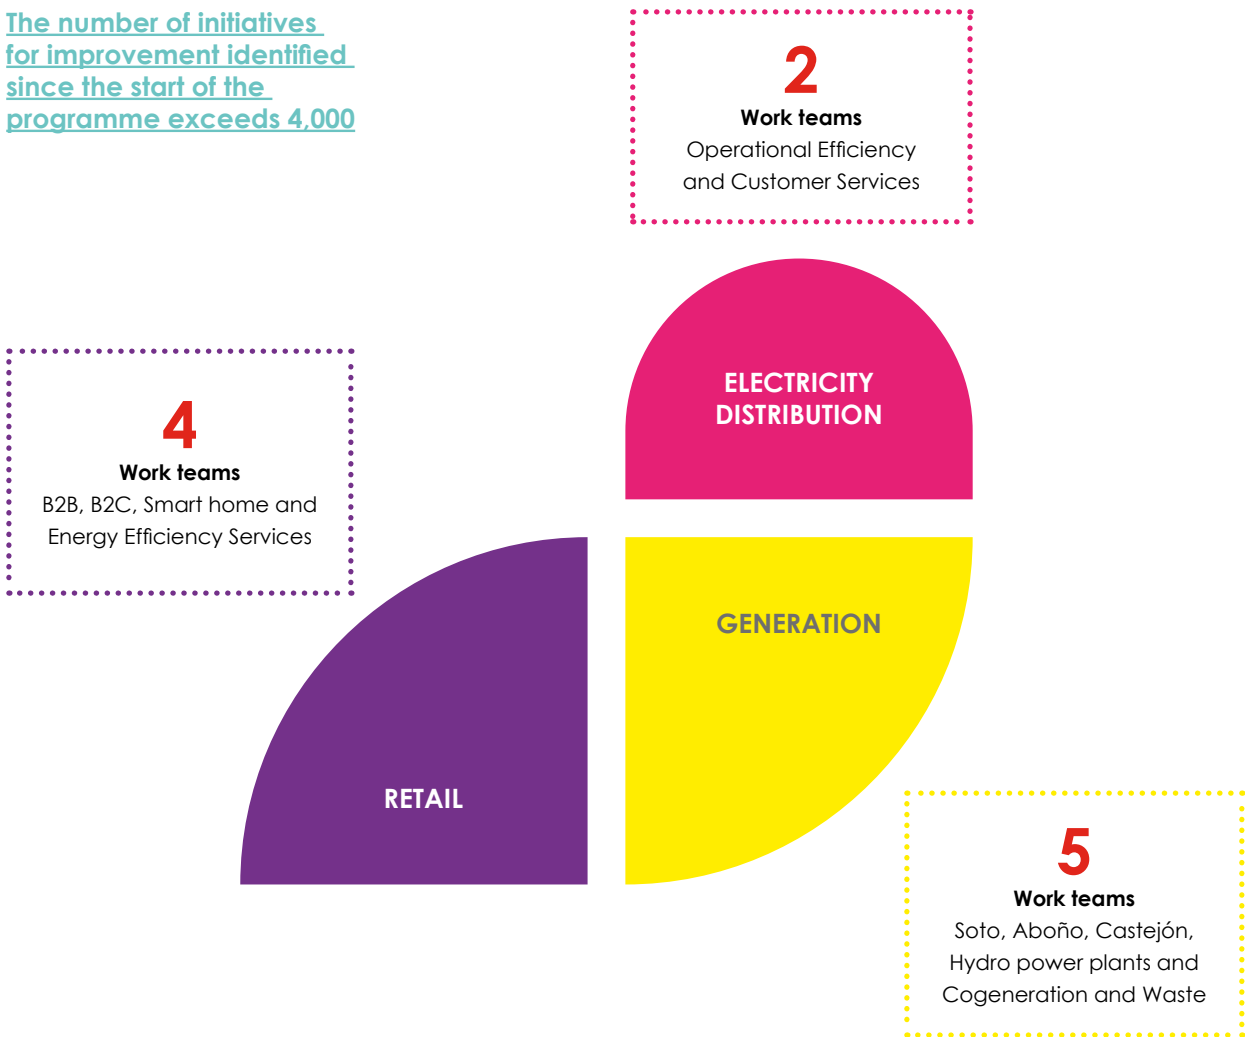 The number of initiatives
for improvement identified
since the start of the
programme exceeds 4,000
2
Work teams
Operational Efficiency
and Customer Services
ELECTRICITY
DISTRIBUTION
4
Work teams
B2B, B2C, Smart home and
Energy Efficiency Services
GENERATION
RETAIL
5
Work teams
Soto, Aboño, Castejón,
Hydro power plants and
Cogeneration and Waste